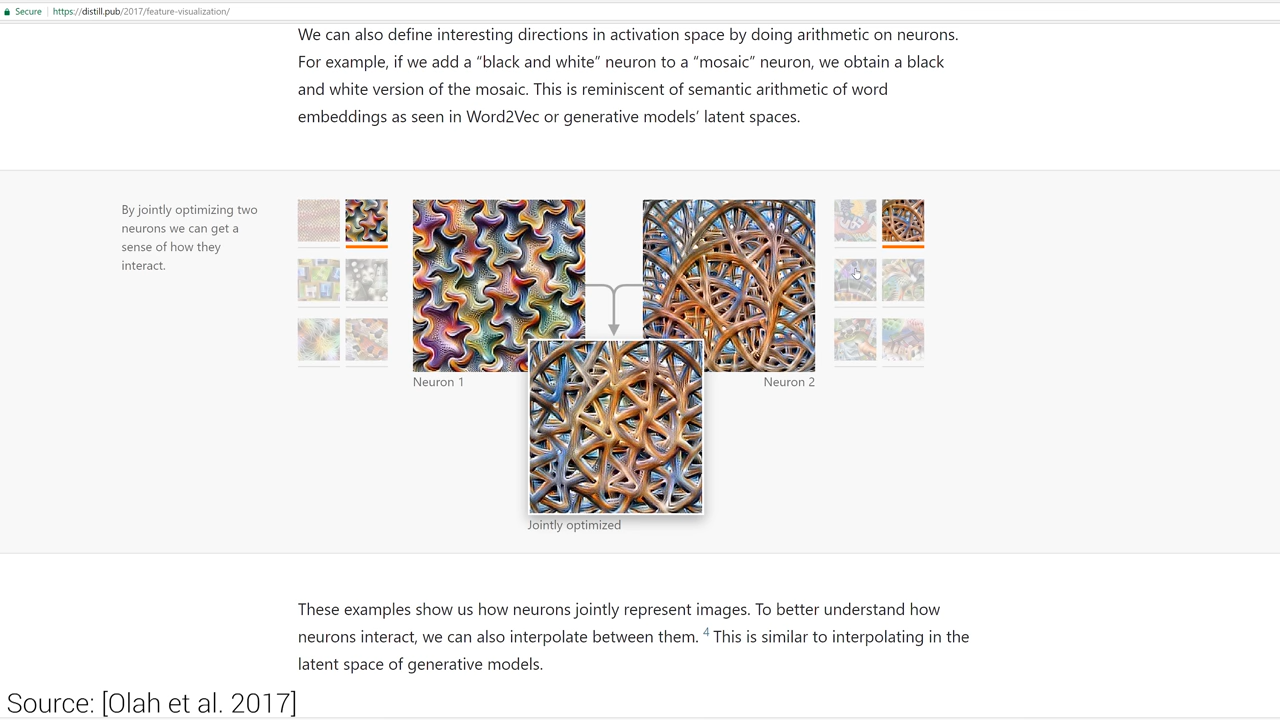 Secure https://distill.pub/2017/feature-visualization/
We can also define interesting directions in activation space by doing arithmetic on neurons.
For example, if we add a “black and white” neuron to a “mosaic” neuron, we obtain a black
and white version of the mosaic. This is reminiscent of semantic arithmetic of word
embeddings as seen in Word2Vec or generative models’ latent spaces.
By jointly optimizing two
neurons we can get a
sense of how they
interact.
Neuron 1
Neuron 2
Jointly optimized
These examples show us how neurons jointly represent images. To better understand how
neurons interact, we can also interpolate between them. 4 This is similar to interpolating in the
latent space of generative models.
Source: [Olah et al. 2017]